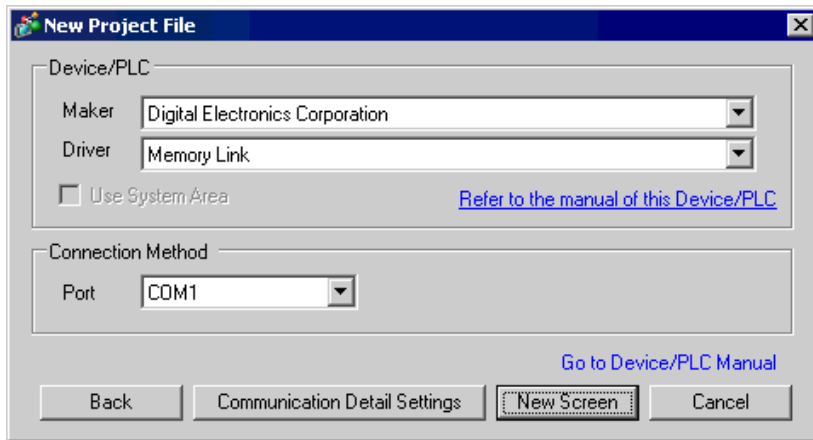 New Project File
Device/PLC
Maker Digital Electronics Corporation
Driver Memory Link
Use System Area Refer to the manual of this Device/PLC
Connection Method
Port COM1
Go to Device/PLC Manual
Back Communication Detail Settings New Screen Cancel